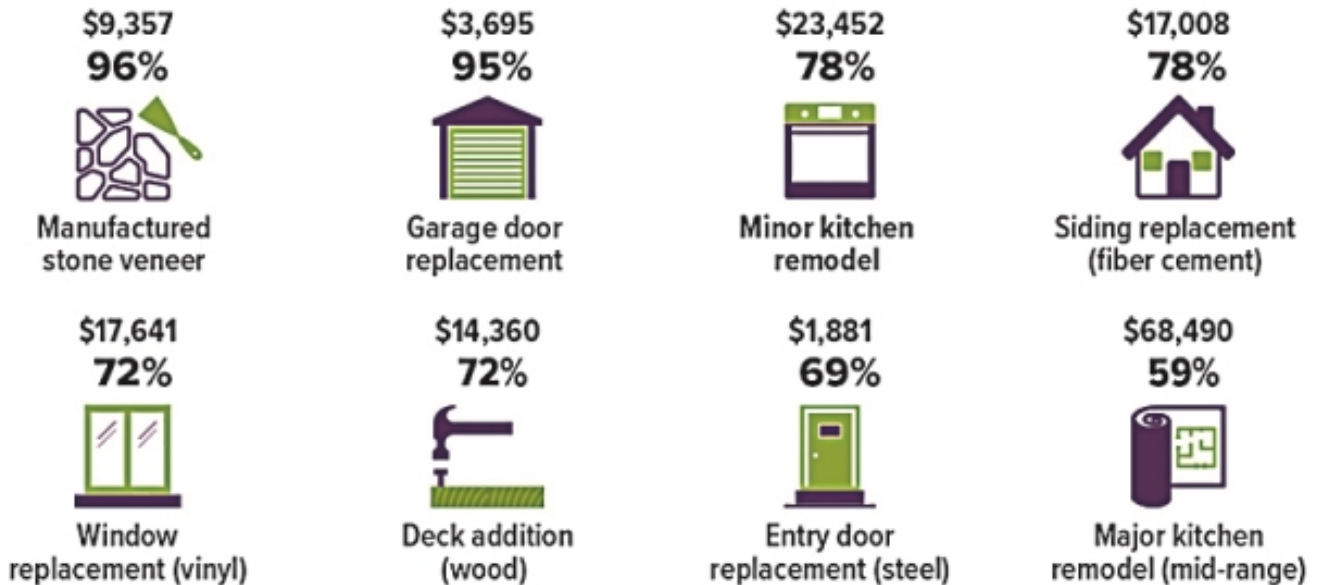 $9,357
96%
Manufactured
stone veneer
$3,695
95%
Garage door
replacement
$23,452
78%
Minor kitchen
remodel
$17,008
78%
Siding replacement
(fiber cement)
$17,641
72%
Window
replacement (vinyl)
$14,360
72%
Deck addition
(wood)
$1,881
69%
Entry door
replacement (steel)
$68,490
59%
Major kitchen
remodel (mid-range)